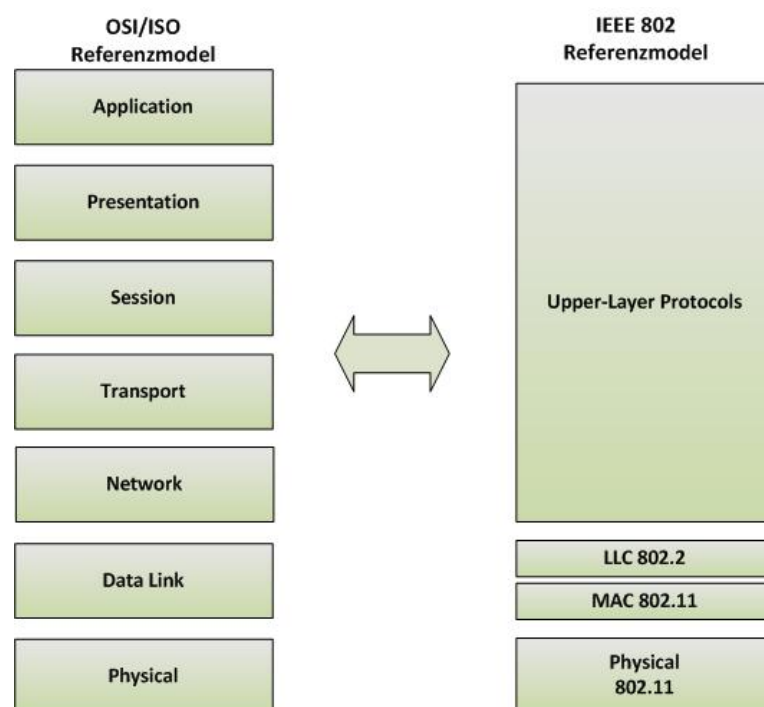 OSI/ISO
Referenzmodel
Application
Presentation
Session
Transport
Network
Data Link
Physical
IEEE 802
Referenzmodel
Upper-Layer Protocols
LLC 802.2
MAC 802.11
Physical
802.11